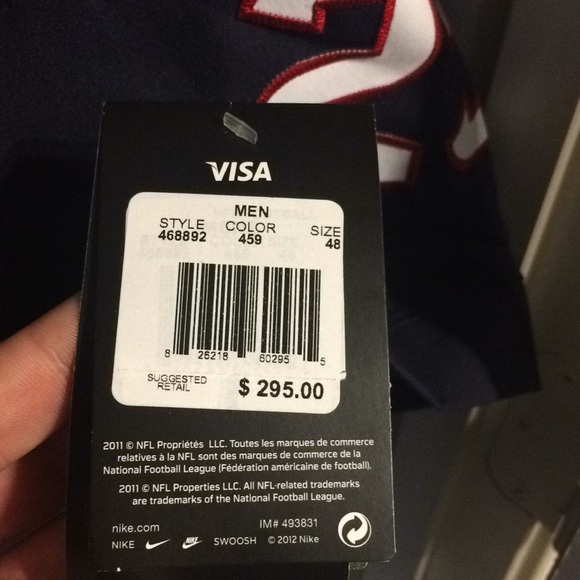 VISA
MEN
STYLE COLOR SIZE
468892 459 48
8 26218 60295 5
SUGGESTED
RETAIL $ 295.00
2011 © NFL Propriétés LLC. Toutes les marques de commerce
relatives à la NFL sont des marques de commerce de la
National Football League (Fédération américaine de football).
2011 © NFL Properties LLC. All NFL-related trademarks
are trademarks of the National Football League.
nike.com IM# 493831
NIKE SWOOSH © 2012 Nike
2